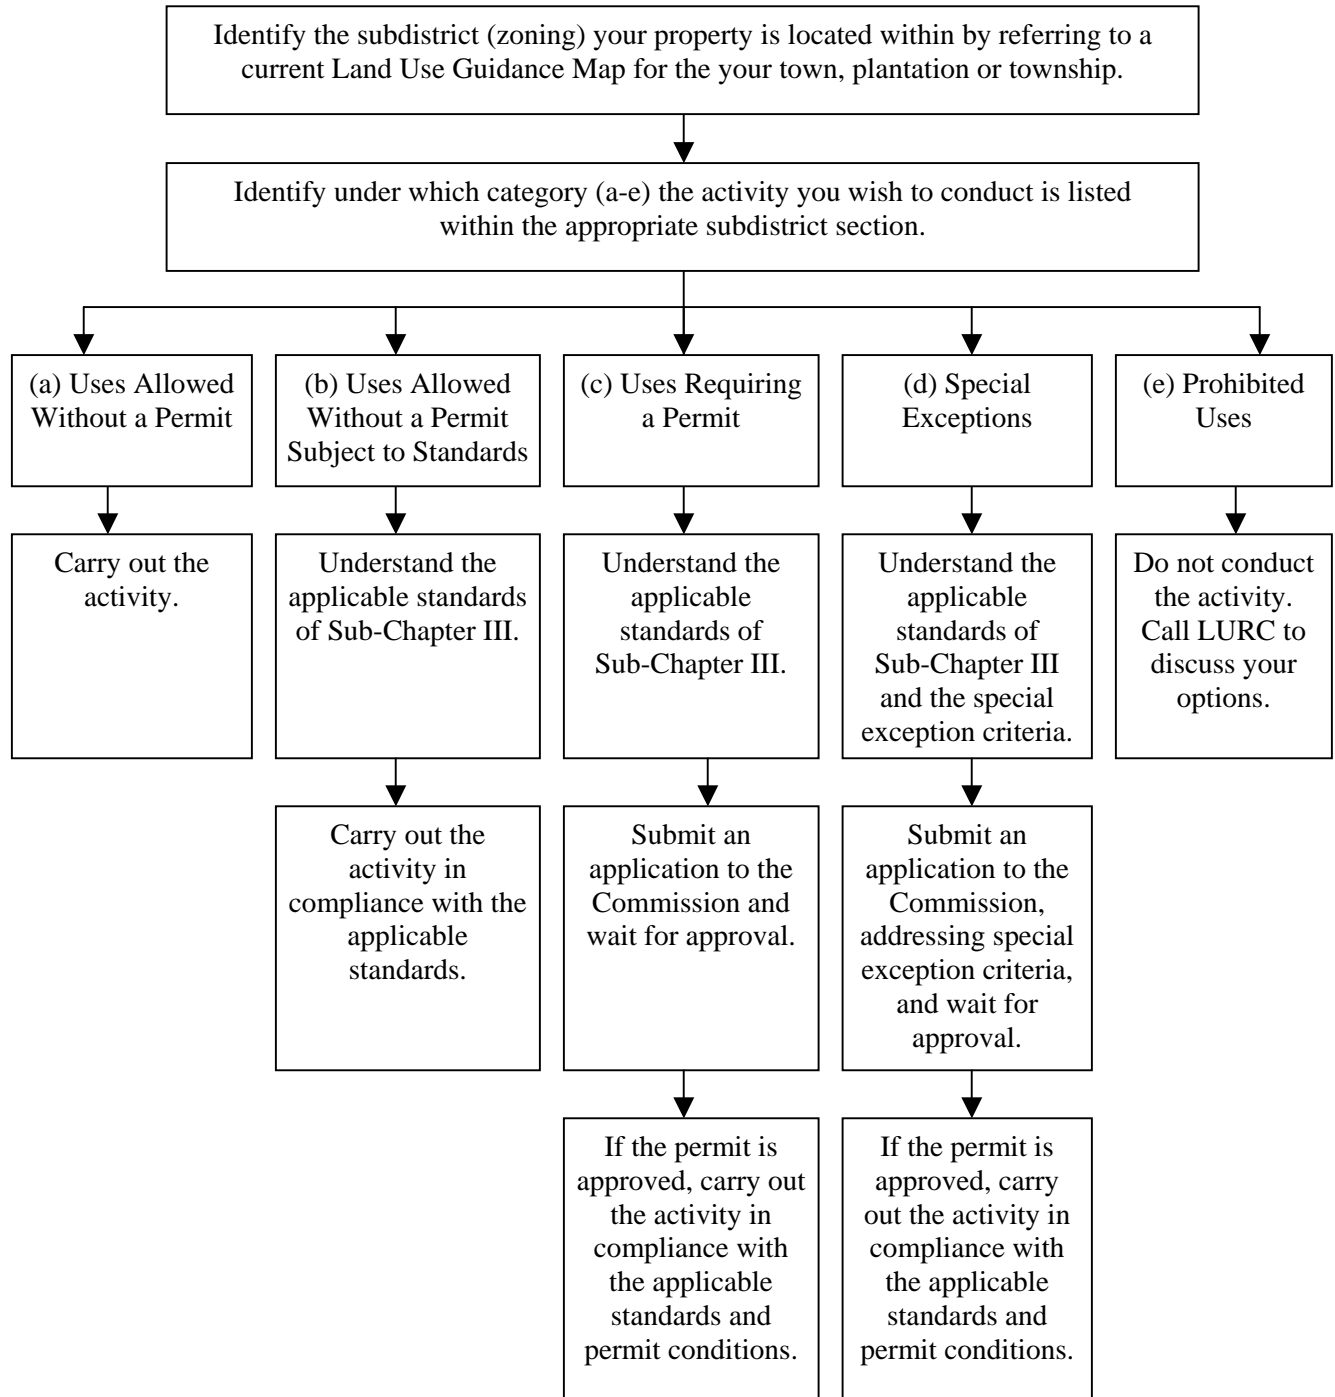 Identify the subdistrict (zoning) your property is located within by referring to a
current Land Use Guidance Map for the your town, plantation or township.
Identify under which category (a-e) the activity you wish to conduct is listed
within the appropriate subdistrict section.
(a) Uses Allowed
Without a Permit
(b) Uses Allowed
Without a Permit
Subject to Standards
(c) Uses Requiring
a Permit
(d) Special
Exceptions
(e) Prohibited
Uses
Carry out the
activity.
Understand the
applicable standards
of Sub-Chapter III.
Understand the
applicable
standards of
Sub-Chapter III.
Understand the
applicable
standards of
Sub-Chapter III
and the special
exception criteria.
Do not conduct
the activity.
Call LURC to
discuss your
options.
Carry out the
activity in
compliance with the
applicable
standards.
Submit an
application to the
Commission and
wait for approval.
Submit an
application to the
Commission,
addressing special
exception criteria,
and wait for
approval.
If the permit is
approved, carry out
the activity in
compliance with
the applicable
standards and
permit conditions.
If the permit is
approved, carry
out the activity in
compliance with
the applicable
standards and
permit conditions.